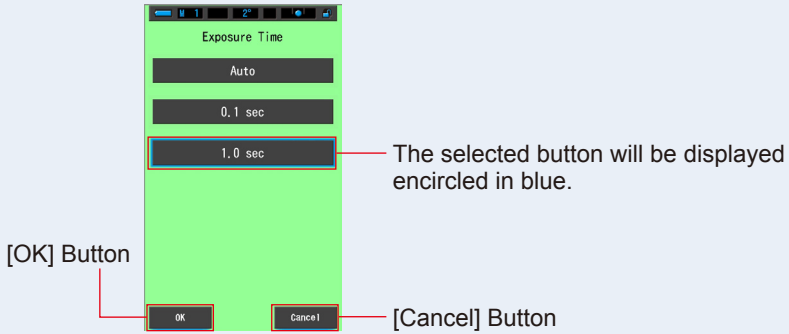 M 1 2°
Exposure Time
Auto
0.1 sec
1.0 sec
The selected button will be displayed
encircled in blue.
[OK] Button
OK
Cancel
[Cancel] Button